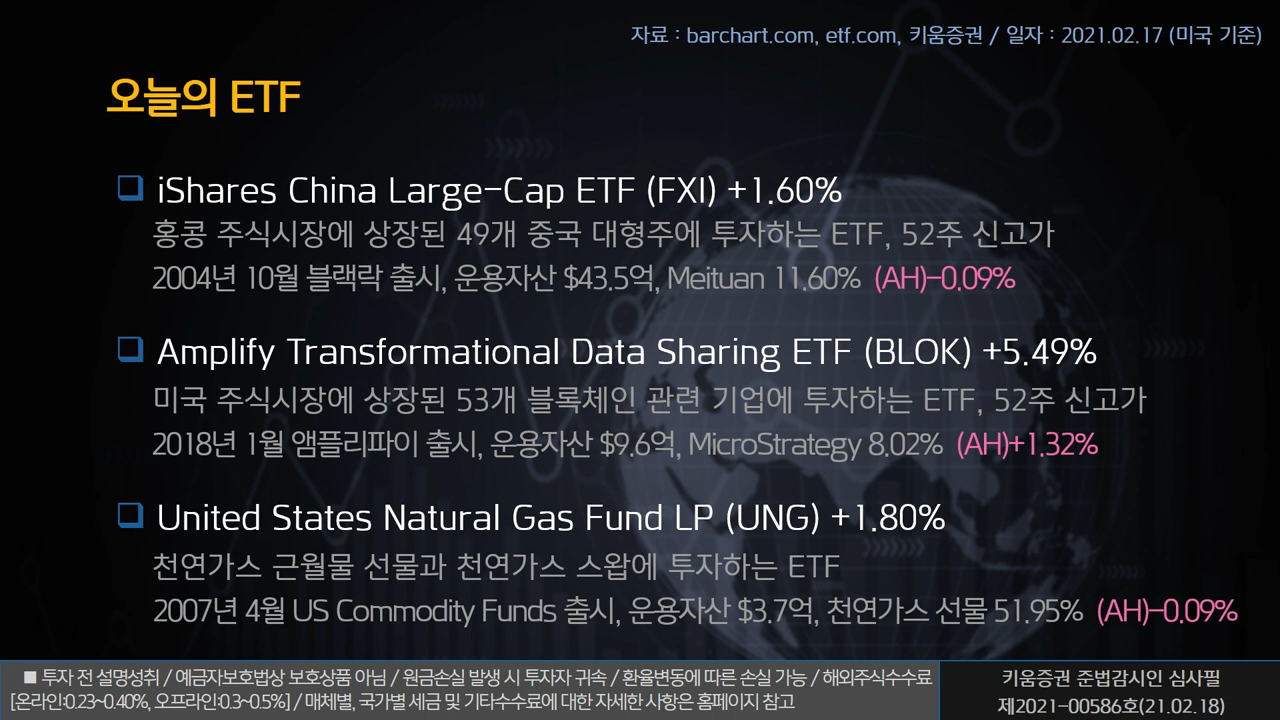 자료 : barchart.com, etf.com, 키움증권 / 일자 : 2021.02.17 (미국 기준)
오늘의 ETF
❑ iShares China Large-Cap ETF (FXI) +1.60%
홍콩 주식시장에 상장된 49개 중국 대형주에 투자하는 ETF, 52주 신고가
2004년 10월 블랙락 출시, 운용자산 $43.5억, Meituan 11.60% (AH)-0.09%
❑ Amplify Transformational Data Sharing ETF (BLOK) +5.49%
미국 주식시장에 상장된 53개 블록체인 관련 기업에 투자하는 ETF, 52주 신고가
2018년 1월 앰플리파이 출시, 운용자산 $9.6억, MicroStrategy 8.02% (AH)+1.32%
❑ United States Natural Gas Fund LP (UNG) +1.80%
천연가스 근월물 선물과 천연가스 스왑에 투자하는 ETF
2007년 4월 US Commodity Funds 출시, 운용자산 $3.7억, 천연가스 선물 51.95% (AH)-0.09%
■ 투자 전 설명성취 / 예금자보호법상 보호상품 아님 / 원금손실 발생 시 투자자 귀속 / 환율변동에 따른 손실 가능 / 해외주식수수료
[온라인:0.23~0.40%, 오프라인:0.3~0.5%] / 매체별, 국가별 세금 및 기타수수료에 대한 자세한 사항은 홈페이지 참고
키움증권 준법감시인 심사필
제2021-00586호(21.02.18)